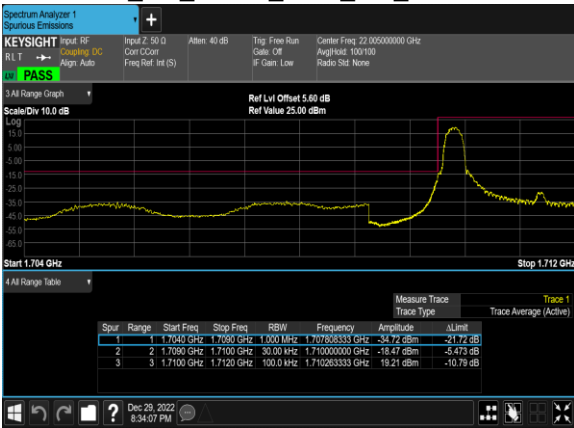 Spectrum Analyzer 1
Spurious Emissions
+
KEYSIGHT Input: RF Input Z: 50 Ω Atten: 40 dB Trig: Free Run Center Freq: 22.005000000 GHz
RLT Coupling: DC Corr CCorr Gate: Off Avg|Hold: 100/100
Align: Auto Freq Ref: Int (S) IF Gain: Low Radio Std: None
PASS
3 All Range Graph
Ref Lvl Offset 5.60 dB
Scale/Div 10.0 dB Ref Value 25.00 dBm
Log
15.0
5.00
-5.00
-15.0
-25.0
-35.0
-45.0
-55.0
-65.0
Start 1.704 GHz Stop 1.712 GHz
4 All Range Table
Measure Trace Trace 1
Trace Type Trace Average (Active)
Spur Range Start Freq Stop Freq RBW Frequency Amplitude ΔLimit
1 1 1.7040 GHz 1.7090 GHz 1.000 MHz 1.707808333 GHz -34.72 dBm -21.72 dB
2 2 1.7090 GHz 1.7100 GHz 30.00 kHz 1.710000000 GHz -18.47 dBm -5.473 dB
3 3 1.7100 GHz 1.7120 GHz 100.0 kHz 1.710263333 GHz 19.21 dBm -10.79 dB
? Dec 29, 2022
8:34:07 PM